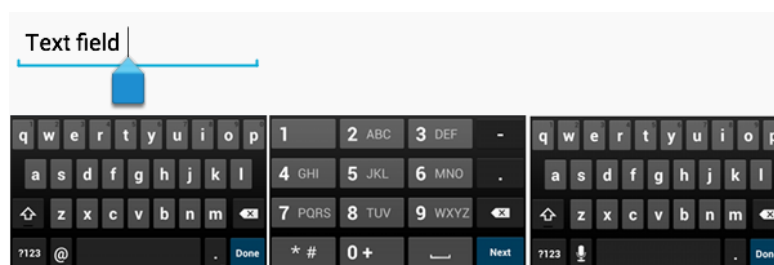 Text field
q w e r t y u i o p
a s d f g h j k l
z x c v b n m
?123 @ . Done
1 2 ABC 3 DEF -
4 GHI 5 JKL 6 MNO .
7 PQRS 8 TUV 9 WXYZ
* # 0 + Next
q w e r t y u i o p
a s d f g h j k l
z x c v b n m
?123 . Don